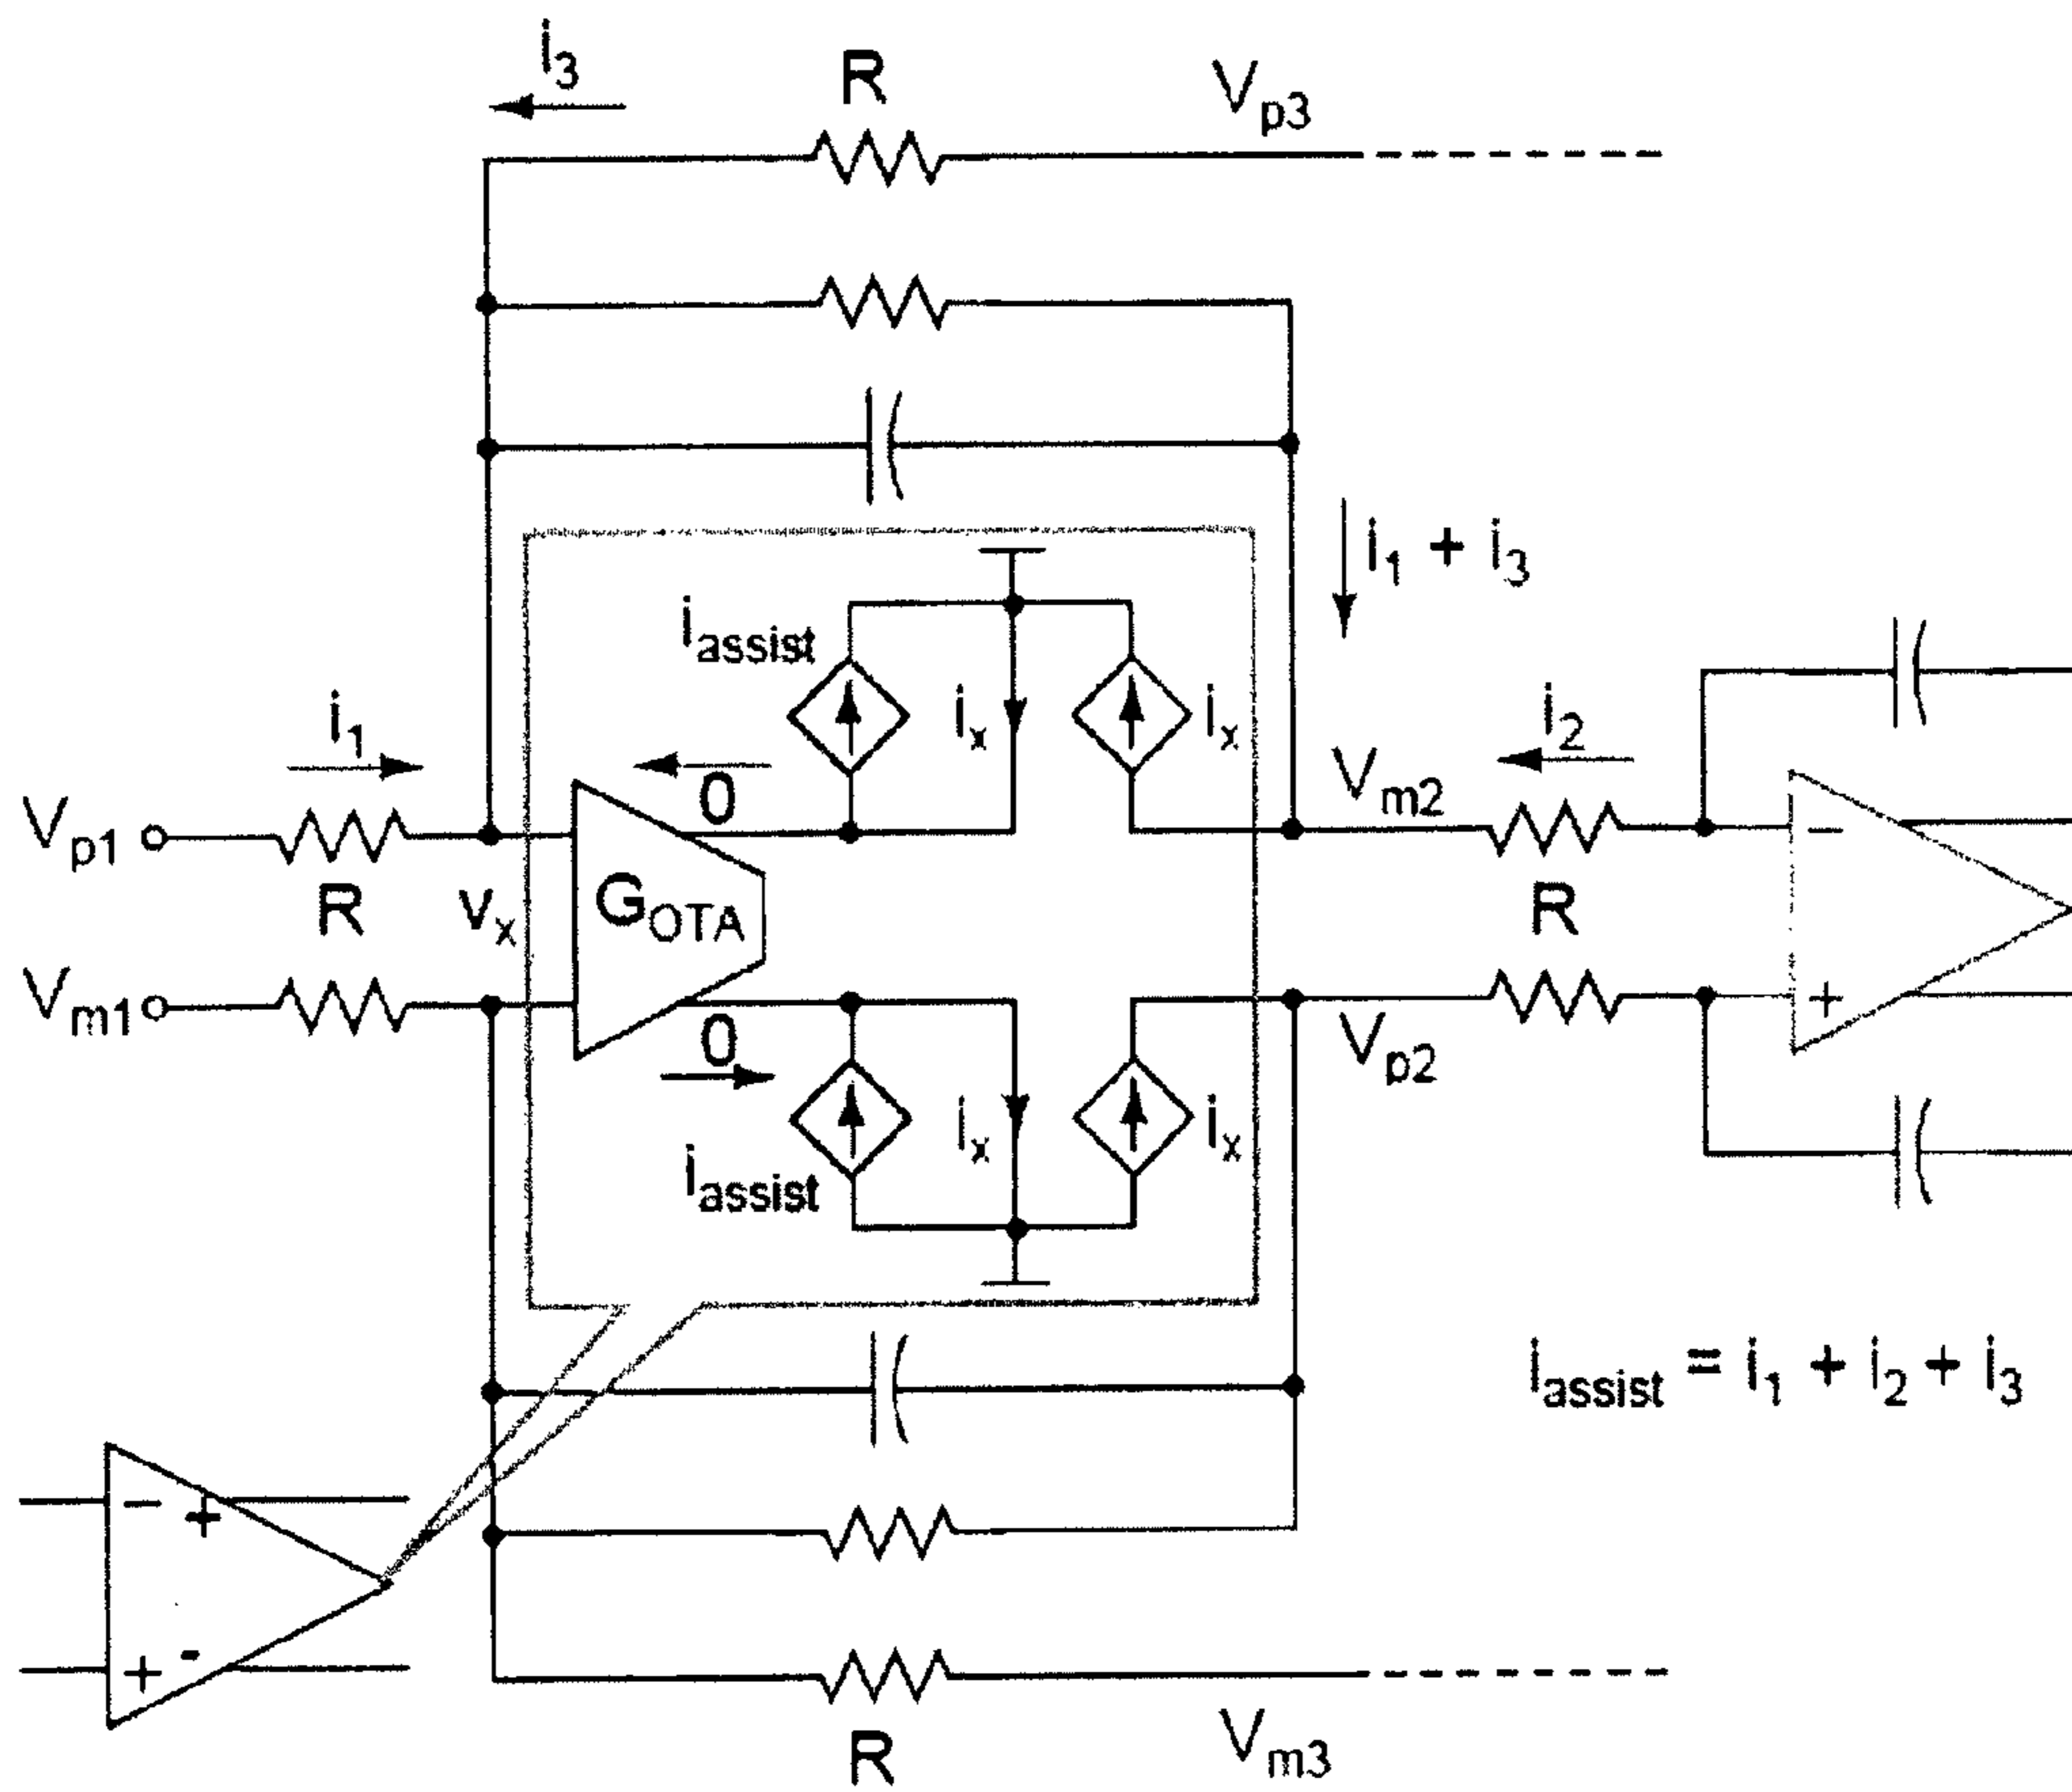 i3
R
Vp3
i1 + i3
iassist
ix
ix
i1
0
i2
Vm2
Vp1
R
vx
GOTA
R
Vm1
0
Vp2
iassist
ix
ix
iassist = i1 + i2 + i3
− +
+ -
−
+
R
Vm3